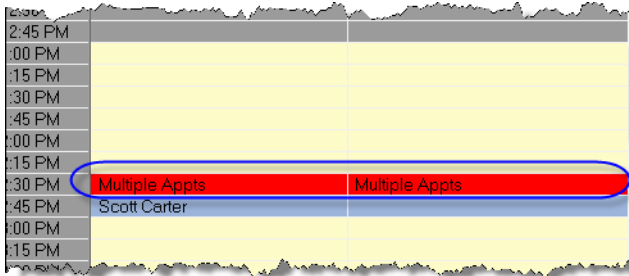 2:45 PM
:00 PM
:15 PM
:30 PM
:45 PM
:00 PM
:15 PM
:30 PM Multiple Appts Multiple Appts
:45 PM Scott Carter
:00 PM
:15 PM